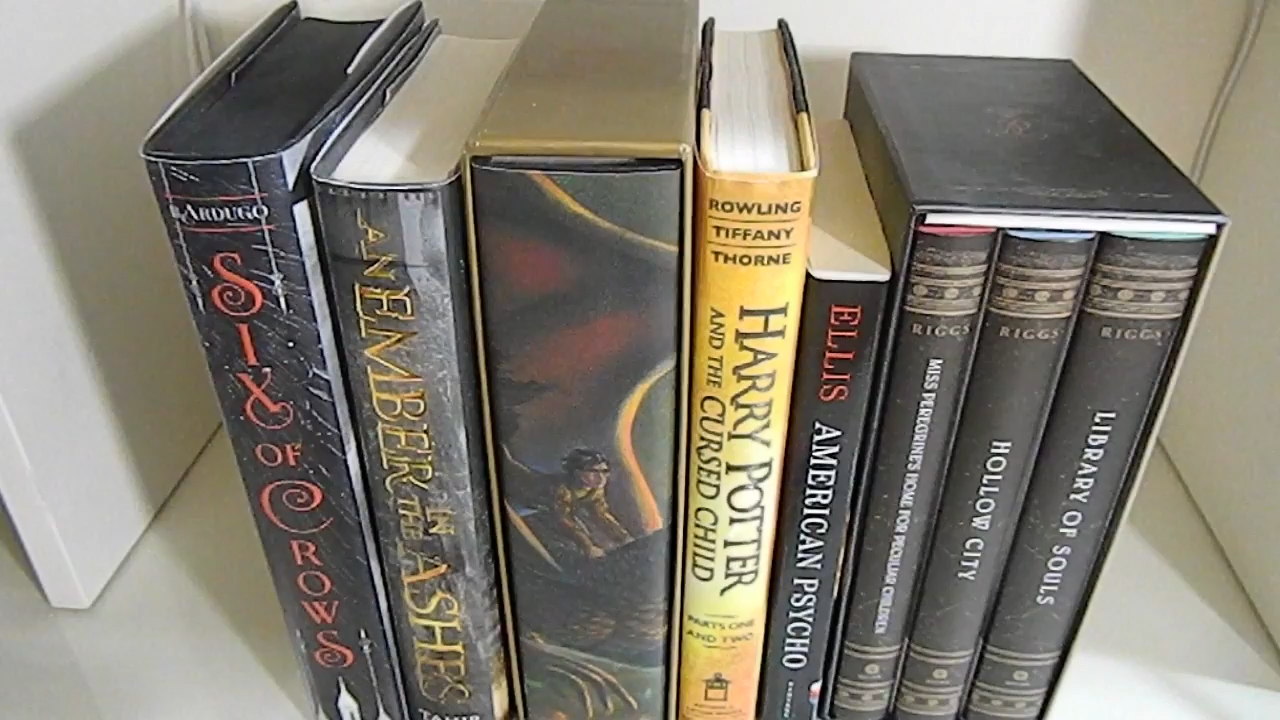 BARDUGO
SIX OF CROWS
AN EMBER IN THE ASHES
TAHIR
ROWLING
TIFFANY
THORNE
HARRY POTTER
AND THE CURSED CHILD
PARTS ONE
AND TWO
ELLIS
AMERICAN PSYCHO
RIGGS
MISS PEREGRINE'S HOME FOR PECULIAR CHILDREN
RIGGS
HOLLOW CITY
RIGGS
LIBRARY OF SOULS